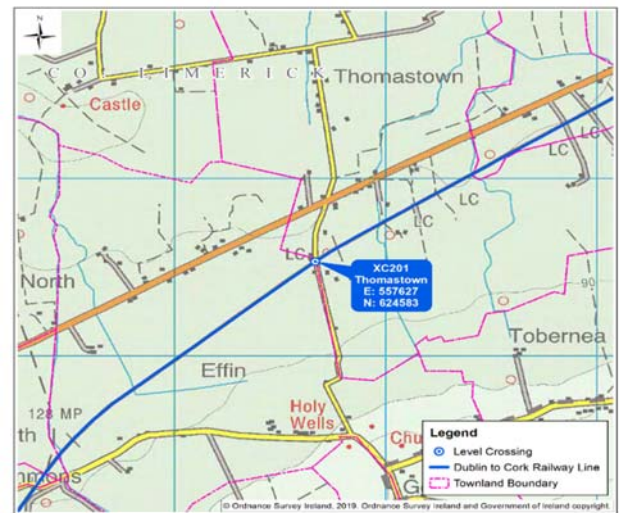 N
CO. LIMERICK
Thomastown
Castle
LC
LC
LC
LC
XC201
Thomastown
E: 557627
N: 624583
North
90
Tobernea
Effin
Holy
Wells
128 MP
Legend
Level Crossing
Dublin to Cork Railway Line
Townland Boundary
© Ordnance Survey Ireland, 2019. Ordnance Survey Ireland and Government of Ireland copyright.